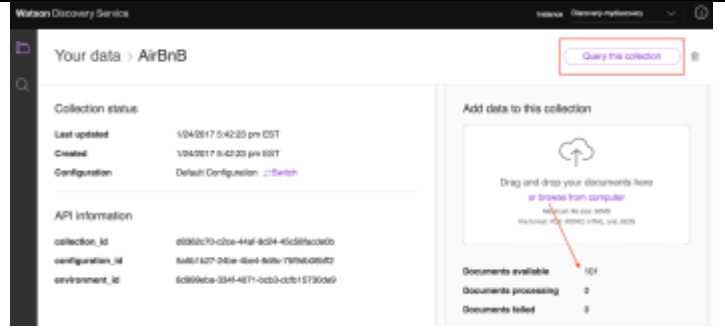 Watson Discovery Service
Instance Discovery-mydiscovery
Your data > AirBnB
Query this collection
Collection status
Last updated 1/24/2017 5:42:23 pm EST
Created 1/24/2017 5:42:23 pm EST
Configuration Default Configuration Switch
API information
collection_id
configuration_id
environment_id
Add data to this collection
Drag and drop your documents here
or browse from computer
Documents available 101
Documents processing 0
Documents failed 0